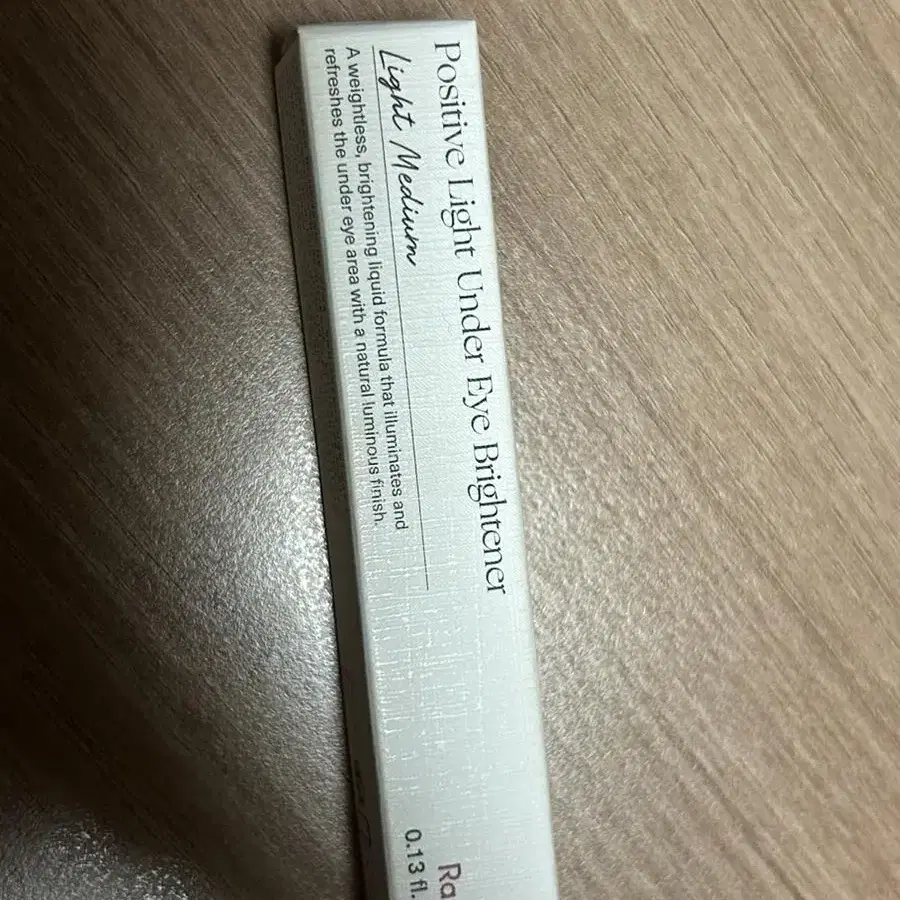 Positive Light Under Eye Brightener
Light Medium
A weightless, brightening liquid formula that illuminates and
refreshes the under eye area with a natural luminous finish.
Ra
0.13 fl.